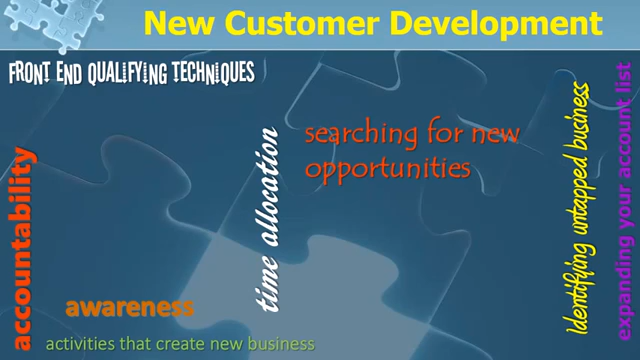 New Customer Development
FRONT END QUALIFYING TECHNIQUES
searching for new
opportunities
time allocation
Identifying untapped business
expanding your account list
accountability
awareness
activities that create new business